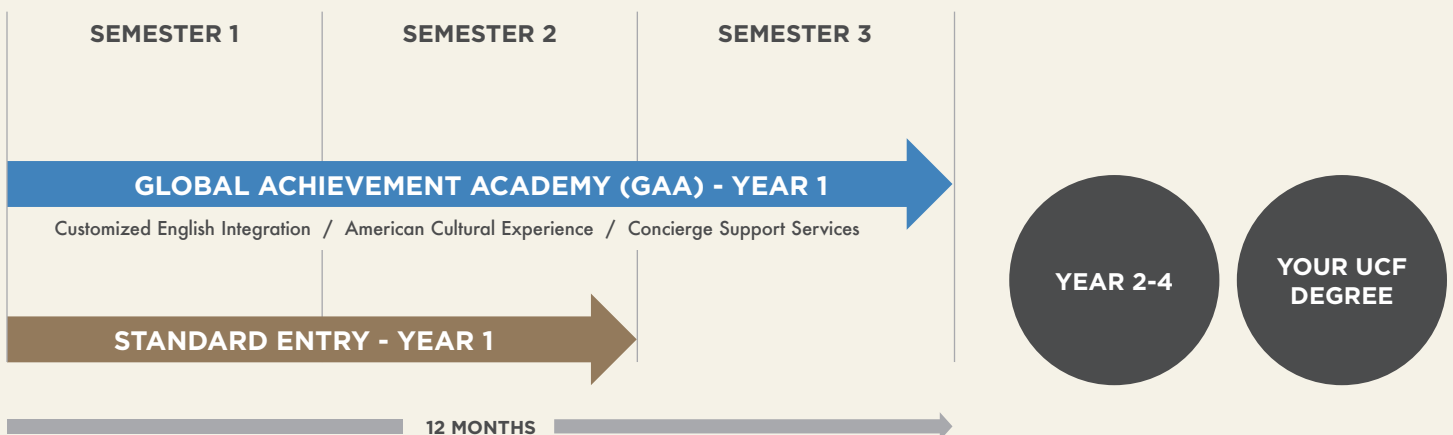 SEMESTER 1
SEMESTER 2
SEMESTER 3
GLOBAL ACHIEVEMENT ACADEMY (GAA) - YEAR 1
Customized English Integration / American Cultural Experience / Concierge Support Services
STANDARD ENTRY - YEAR 1
12 MONTHS
YEAR 2-4
YOUR UCF
DEGREE